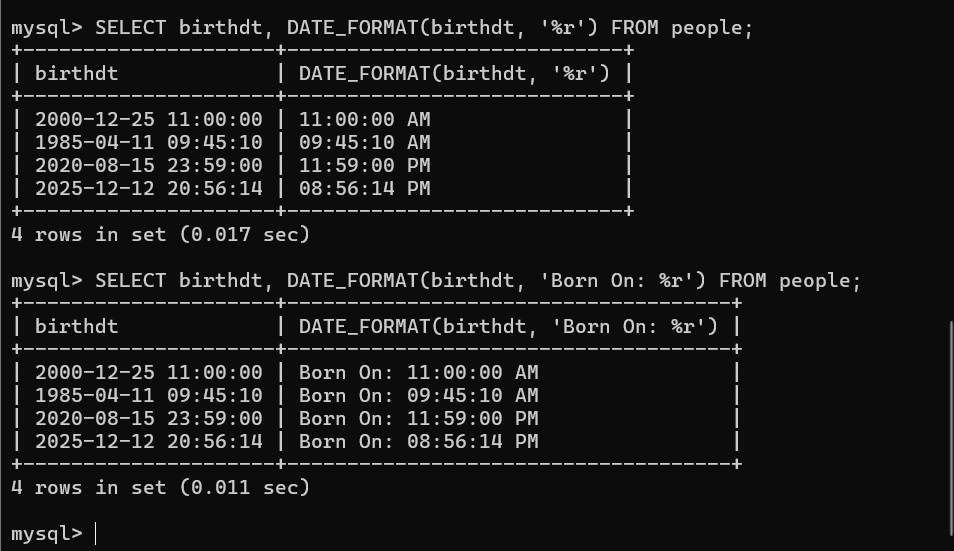 mysql> SELECT birthdt, DATE_FORMAT(birthdt, '%r') FROM people;
+---------------------+----------------------------+
| birthdt             | DATE_FORMAT(birthdt, '%r') |
+---------------------+----------------------------+
| 2000-12-25 11:00:00 | 11:00:00 AM                |
| 1985-04-11 09:45:10 | 09:45:10 AM                |
| 2020-08-15 23:59:00 | 11:59:00 PM                |
| 2025-12-12 20:56:14 | 08:56:14 PM                |
+---------------------+----------------------------+
4 rows in set (0.017 sec)

mysql> SELECT birthdt, DATE_FORMAT(birthdt, 'Born On: %r') FROM people;
+---------------------+-------------------------------------+
| birthdt             | DATE_FORMAT(birthdt, 'Born On: %r') |
+---------------------+-------------------------------------+
| 2000-12-25 11:00:00 | Born On: 11:00:00 AM                |
| 1985-04-11 09:45:10 | Born On: 09:45:10 AM                |
| 2020-08-15 23:59:00 | Born On: 11:59:00 PM                |
| 2025-12-12 20:56:14 | Born On: 08:56:14 PM                |
+---------------------+-------------------------------------+
4 rows in set (0.011 sec)

mysql>